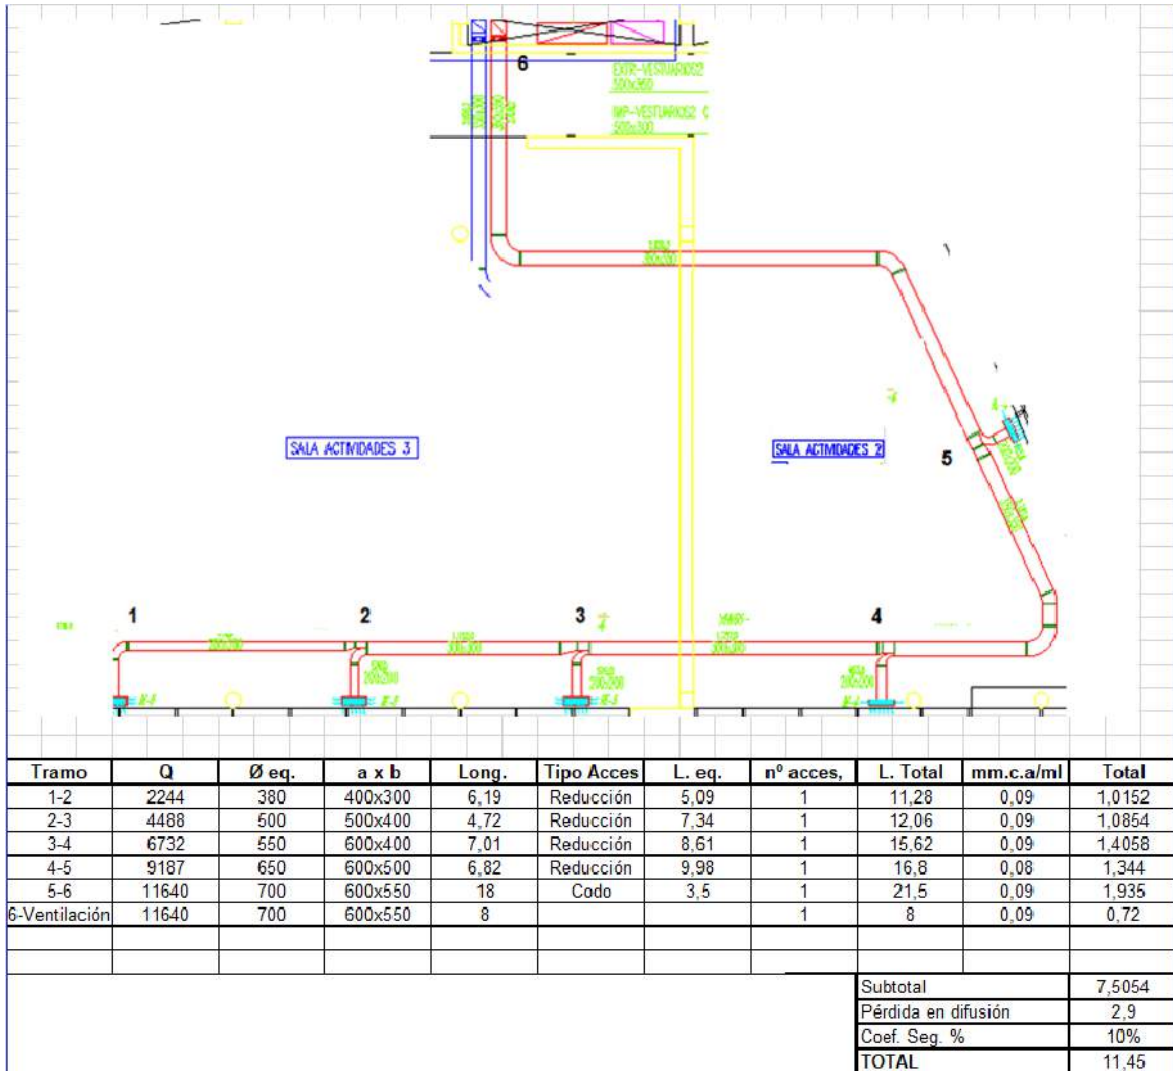 6
EXTR-VESTUARIOS2
500x360
IMP-VESTUARIOS2 C
500x300
SALA ACTIVIDADES 3
SALA ACTIVIDADES 2
5
1 2 3 4
Tramo Q Ø eq. a x b Long. Tipo Acces L. eq. nº acces, L. Total mm.c.a/ml Total
1-2 2244 380 400x300 6,19 Reducción 5,09 1 11,28 0,09 1,0152
2-3 4488 500 500x400 4,72 Reducción 7,34 1 12,06 0,09 1,0854
3-4 6732 550 600x400 7,01 Reducción 8,61 1 15,62 0,09 1,4058
4-5 9187 650 600x500 6,82 Reducción 9,98 1 16,8 0,08 1,344
5-6 11640 700 600x550 18 Codo 3,5 1 21,5 0,09 1,935
6-Ventilación 11640 700 600x550 8 1 8 0,09 0,72
Subtotal 7,5054
Pérdida en difusión 2,9
Coef. Seg. % 10%
TOTAL 11,45